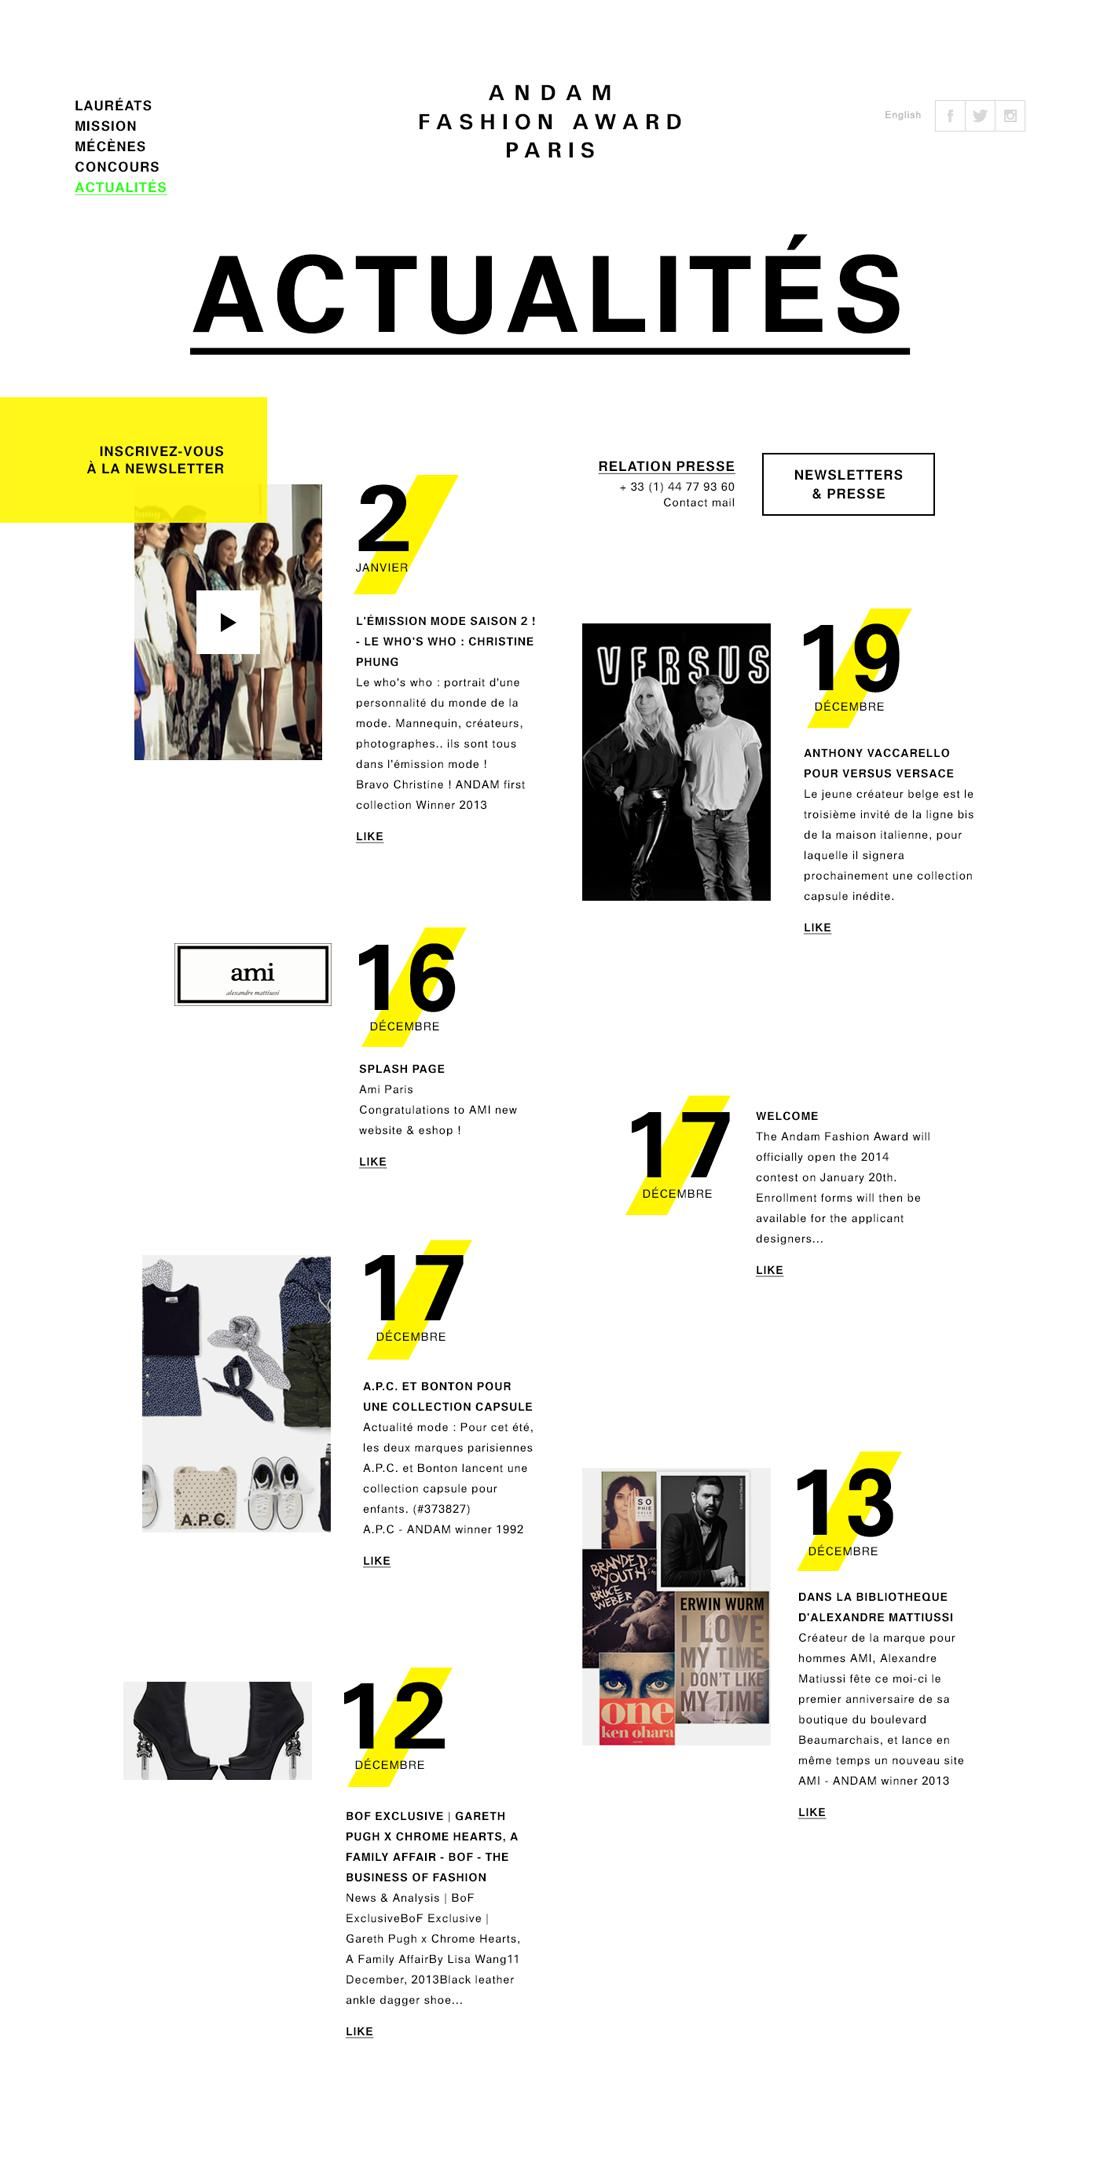 LAURÉATS
MISSION
MÉCÈNES
CONCOURS
ACTUALITÉS
ANDAM
FASHION AWARD
PARIS
English
ACTUALITÉS
INSCRIVEZ-VOUS
À LA NEWSLETTER
RELATION PRESSE
+ 33 (1) 44 77 93 60
Contact mail
NEWSLETTERS
& PRESSE
2
JANVIER
L'ÉMISSION MODE SAISON 2 !
- LE WHO'S WHO : CHRISTINE
PHUNG
Le who's who : portrait d'une
personnalité du monde de la
mode. Mannequin, créateurs,
photographes.. ils sont tous
dans l'émission mode !
Bravo Christine ! ANDAM first
collection Winner 2013
LIKE
VERSUS
19
DÉCEMBRE
ANTHONY VACCARELLO
POUR VERSUS VERSACE
Le jeune créateur belge est le
troisième invité de la ligne bis
de la maison italienne, pour
laquelle il signera
prochainement une collection
capsule inédite.
LIKE
ami
alexandre mattiussi
16
DÉCEMBRE
SPLASH PAGE
Ami Paris
Congratulations to AMI new
website & eshop !
LIKE
17
DÉCEMBRE
WELCOME
The Andam Fashion Award will
officially open the 2014
contest on January 20th.
Enrollment forms will then be
available for the applicant
designers...
LIKE
A.P.C.
17
DÉCEMBRE
A.P.C. ET BONTON POUR
UNE COLLECTION CAPSULE
Actualité mode : Pour cet été,
les deux marques parisiennes
A.P.C. et Bonton lancent une
collection capsule pour
enfants. (#373827)
A.P.C - ANDAM winner 1992
LIKE
SO
PHIE
BRANDED
YOUTH
by
BRUCE
WEBER
ERWIN WURM
I LOVE
MY TIME
I DON'T LIKE
MY TIME
one
ken ohara
13
DÉCEMBRE
DANS LA BIBLIOTHEQUE
D'ALEXANDRE MATTIUSSI
Créateur de la marque pour
hommes AMI, Alexandre
Matiussi fête ce moi-ci le
premier anniversaire de sa
boutique du boulevard
Beaumarchais, et lance en
même temps un nouveau site
AMI - ANDAM winner 2013
LIKE
12
DÉCEMBRE
BOF EXCLUSIVE | GARETH
PUGH X CHROME HEARTS, A
FAMILY AFFAIR - BOF - THE
BUSINESS OF FASHION
News & Analysis | BoF
ExclusiveBoF Exclusive |
Gareth Pugh x Chrome Hearts,
A Family AffairBy Lisa Wang11
December, 2013Black leather
ankle dagger shoe...
LIKE